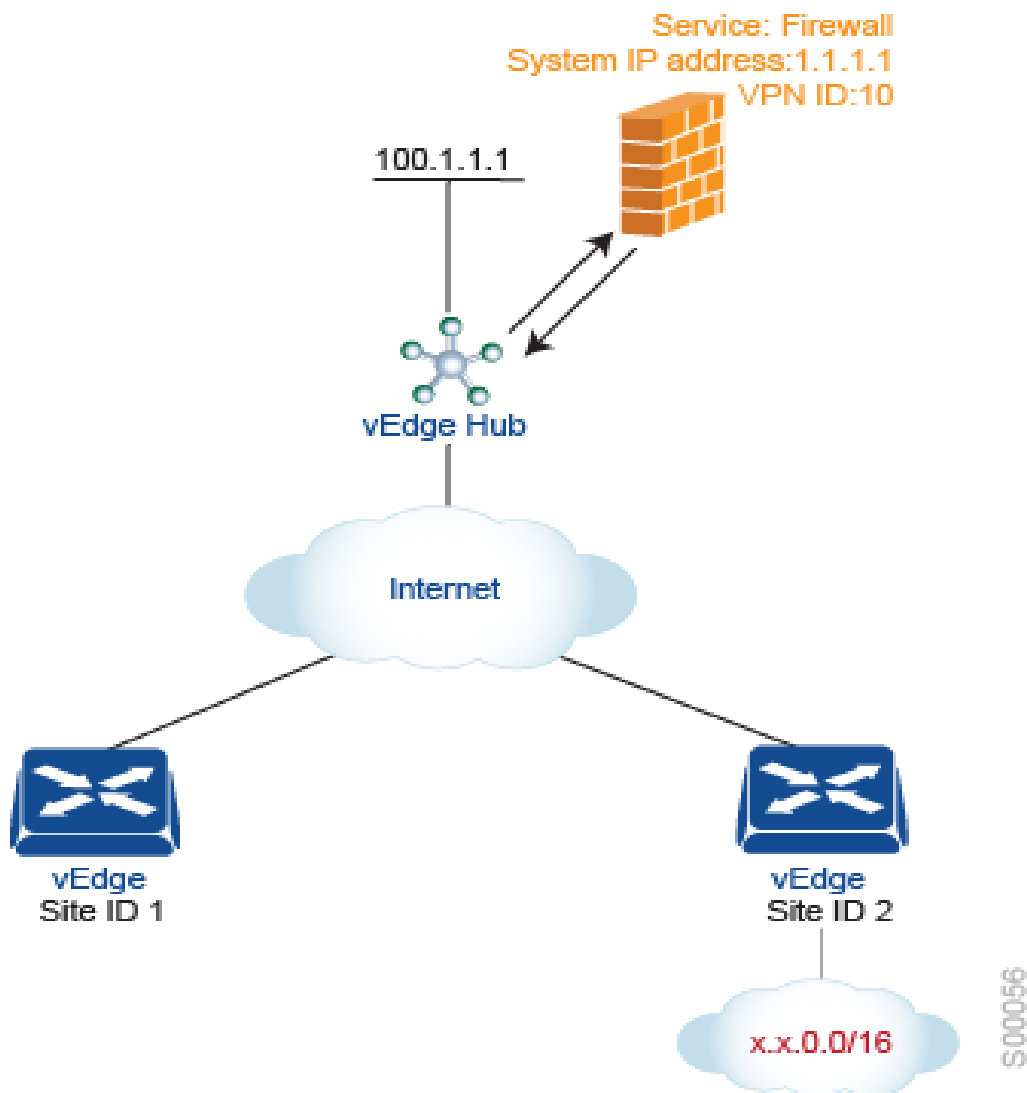 Service: Firewall
System IP address:1.1.1.1
VPN ID:10
100.1.1.1
vEdge Hub
Internet
vEdge
Site ID 1
vEdge
Site ID 2
x.x.0.0/16
S00056